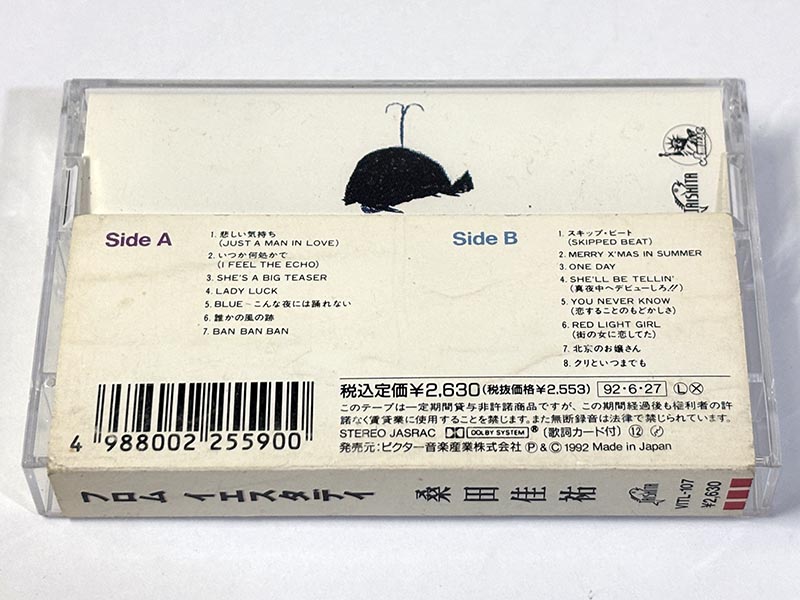 TAISHITA
Side A
1. 悲しい気持ち
(JUST A MAN IN LOVE)
2. いつか何処かで
(I FEEL THE ECHO)
3. SHE'S A BIG TEASER
4. LADY LUCK
5. BLUE～こんな夜には踊れない
6. 誰かの風の跡
7. BAN BAN BAN
Side B
1. スキップ・ビート
(SKIPPED BEAT)
2. MERRY X'MAS IN SUMMER
3. ONE DAY
4. SHE'LL BE TELLIN'
(真夜中へデビューしろ!!)
5. YOU NEVER KNOW
(恋することのもどかしさ)
6. RED LIGHT GIRL
(街の女に恋してた)
7. 北京のお嬢さん
8. クリといつまでも
4 988002 255900
税込定価¥2,630(税抜価格¥2,553) 92・6・27 Ⓛ Ⓧ
このテープは一定期間貸与非許諾商品ですが、この期間経過後も権利者の許諾
なく賃貸業に使用することを禁じます。また無断録音は法律で禁じられています。
STEREO JASRAC DOLBY SYSTEM® (歌詞カード付) ⑫
発売元:ビクター音楽産業株式会社 Ⓟ&Ⓒ 1992 Made in Japan
フロム イエスタデイ 桑田佳祐 TAISHITA VITL-107
¥2,630